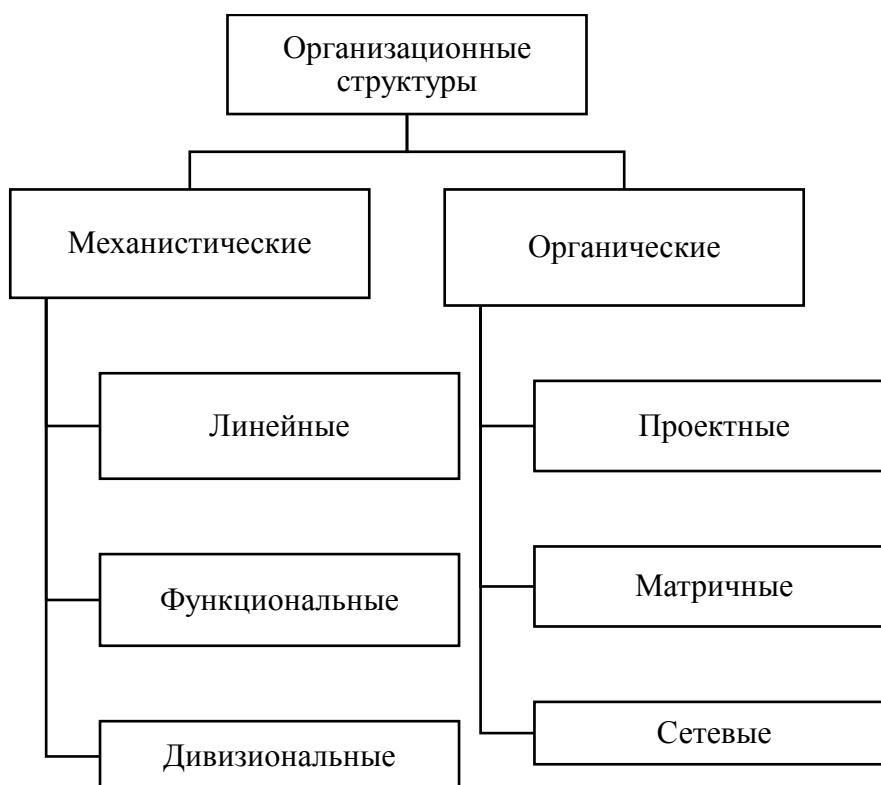 Организационные
структуры
Механистические
Органические
Линейные
Проектные
Функциональные
Матричные
Дивизиональные
Сетевые